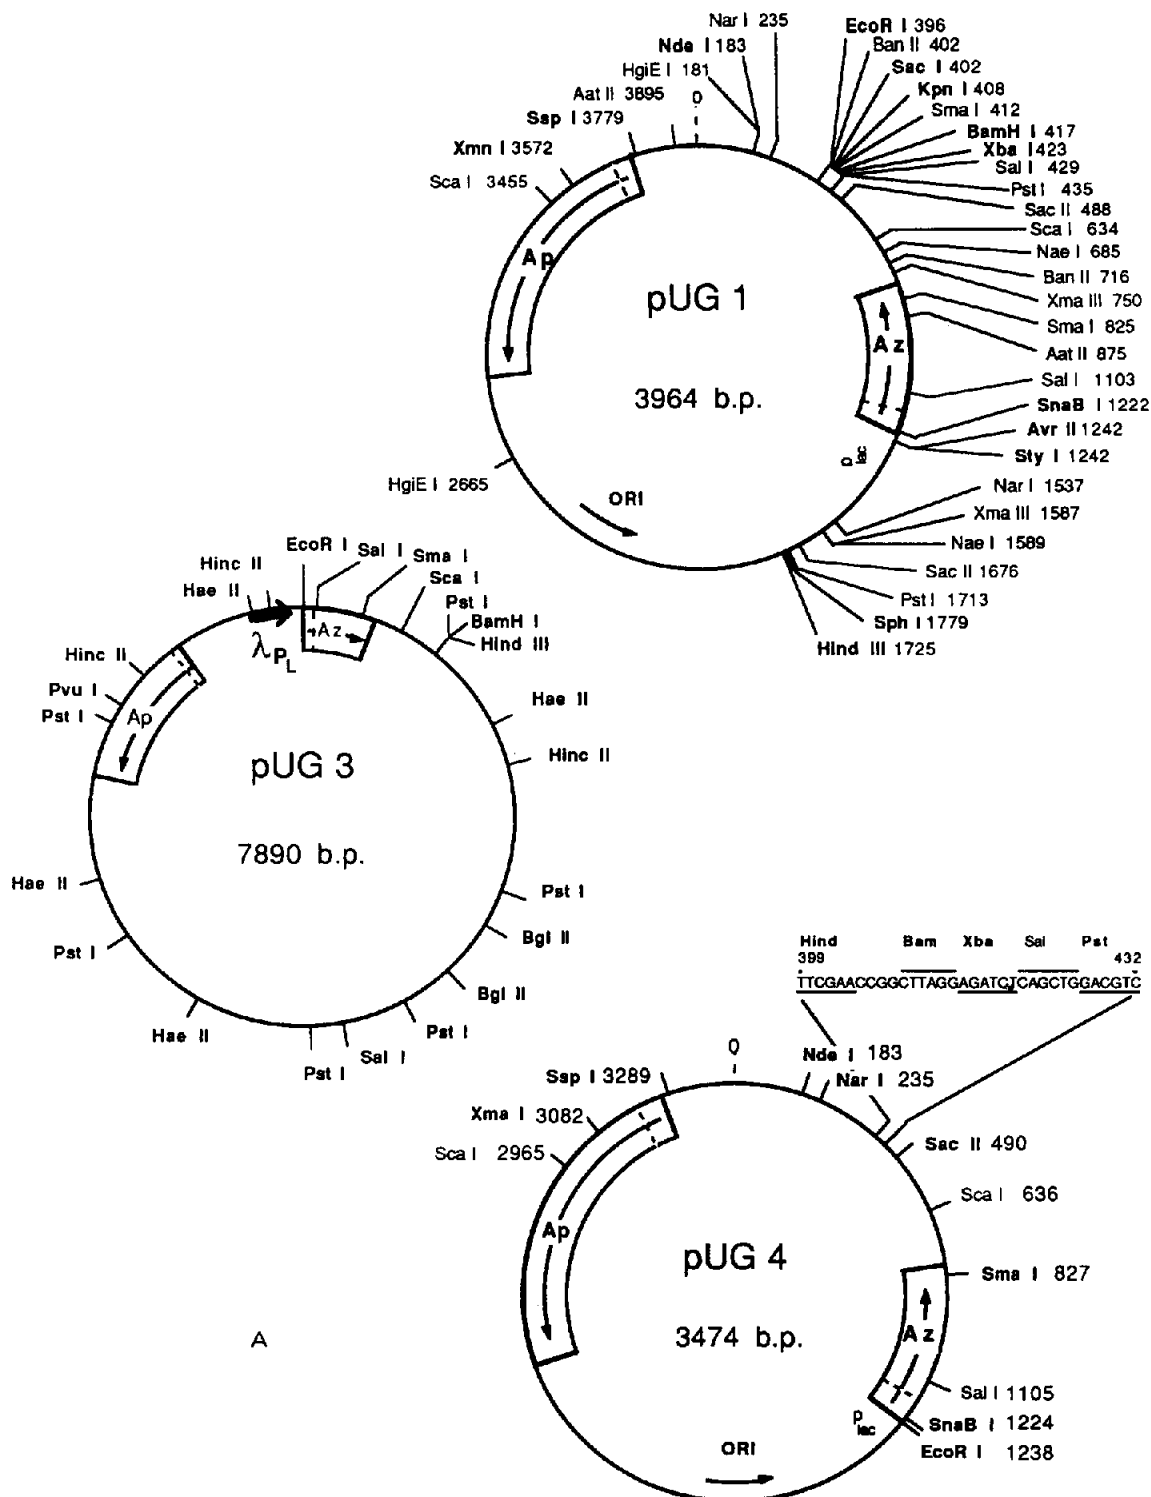 Nar I 235
EcoR I 396
Nde I 183
Ban II 402
HgiE I 181
Sac I 402
Aat II 3895
0
Kpn I 408
Ssp I 3779
Sma I 412
BamH I 417
Xmn I 3572
Xba I 423
Sca I 3455
Sal I 429
Pst I 435
Sac II 488
Sca I 634
Ap
Nae I 685
pUG 1
Ban II 716
Xma III 750
Sma I 825
Az
Aat II 875
3964 b.p.
Sal I 1103
SnaB I 1222
Avr II 1242
Plac
Sty I 1242
HgiE I 2665
ORI
Nar I 1537
Xma III 1587
Nae I 1589
Sac II 1676
Pst I 1713
Sph I 1779
Hind III 1725
EcoR I
Sal I
Sma I
Hinc II
Sca I
Hae II
Pst I
BamH I
Az
Hind III
λPL
Hinc II
Pvu I
Pst I
Ap
Hae II
pUG 3
Hinc II
7890 b.p.
Hae II
Pst I
Pst I
Bgl II
Bgl II
Hae II
Pst I
Sal I
Pst I
Hind Bam Xba Sal Pst
399 432
TTCGAACCGGCTTAGGAGATCTCAGCTGGACGTC
0
Nde I 183
Ssp I 3289
Nar I 235
Xma I 3082
Sac II 490
Sca I 2965
Sca I 636
Ap
pUG 4
Sma I 827
Az
3474 b.p.
A
Sal I 1105
Plac
SnaB I 1224
ORI
EcoR I 1238